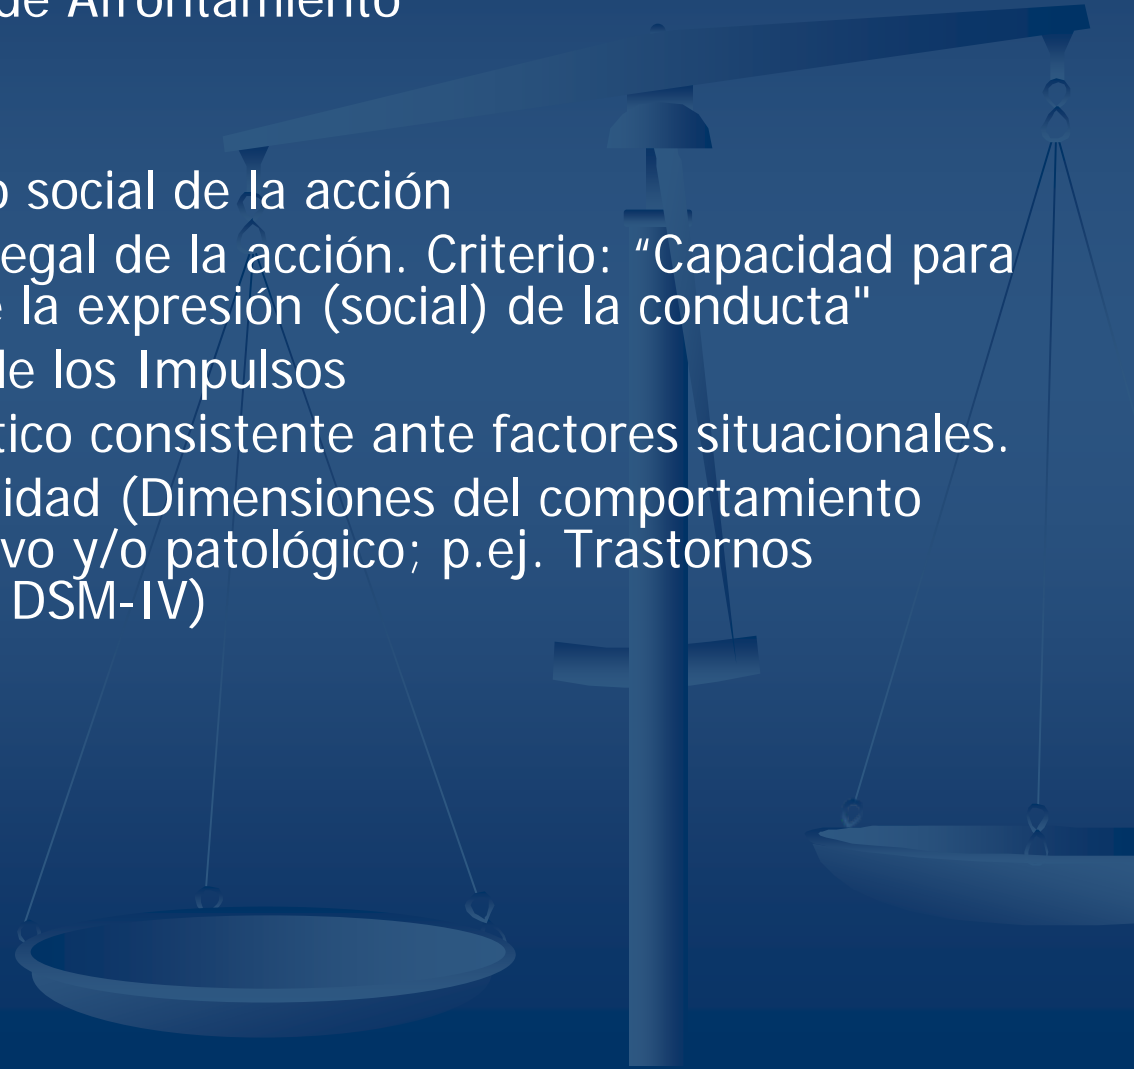 de Afrontamiento
o social de la acción
egal de la acción. Criterio: “Capacidad para
e la expresión (social) de la conducta"
de los Impulsos
tico consistente ante factores situacionales.
idad (Dimensiones del comportamiento
vo y/o patológico; p.ej. Trastornos
DSM-IV)